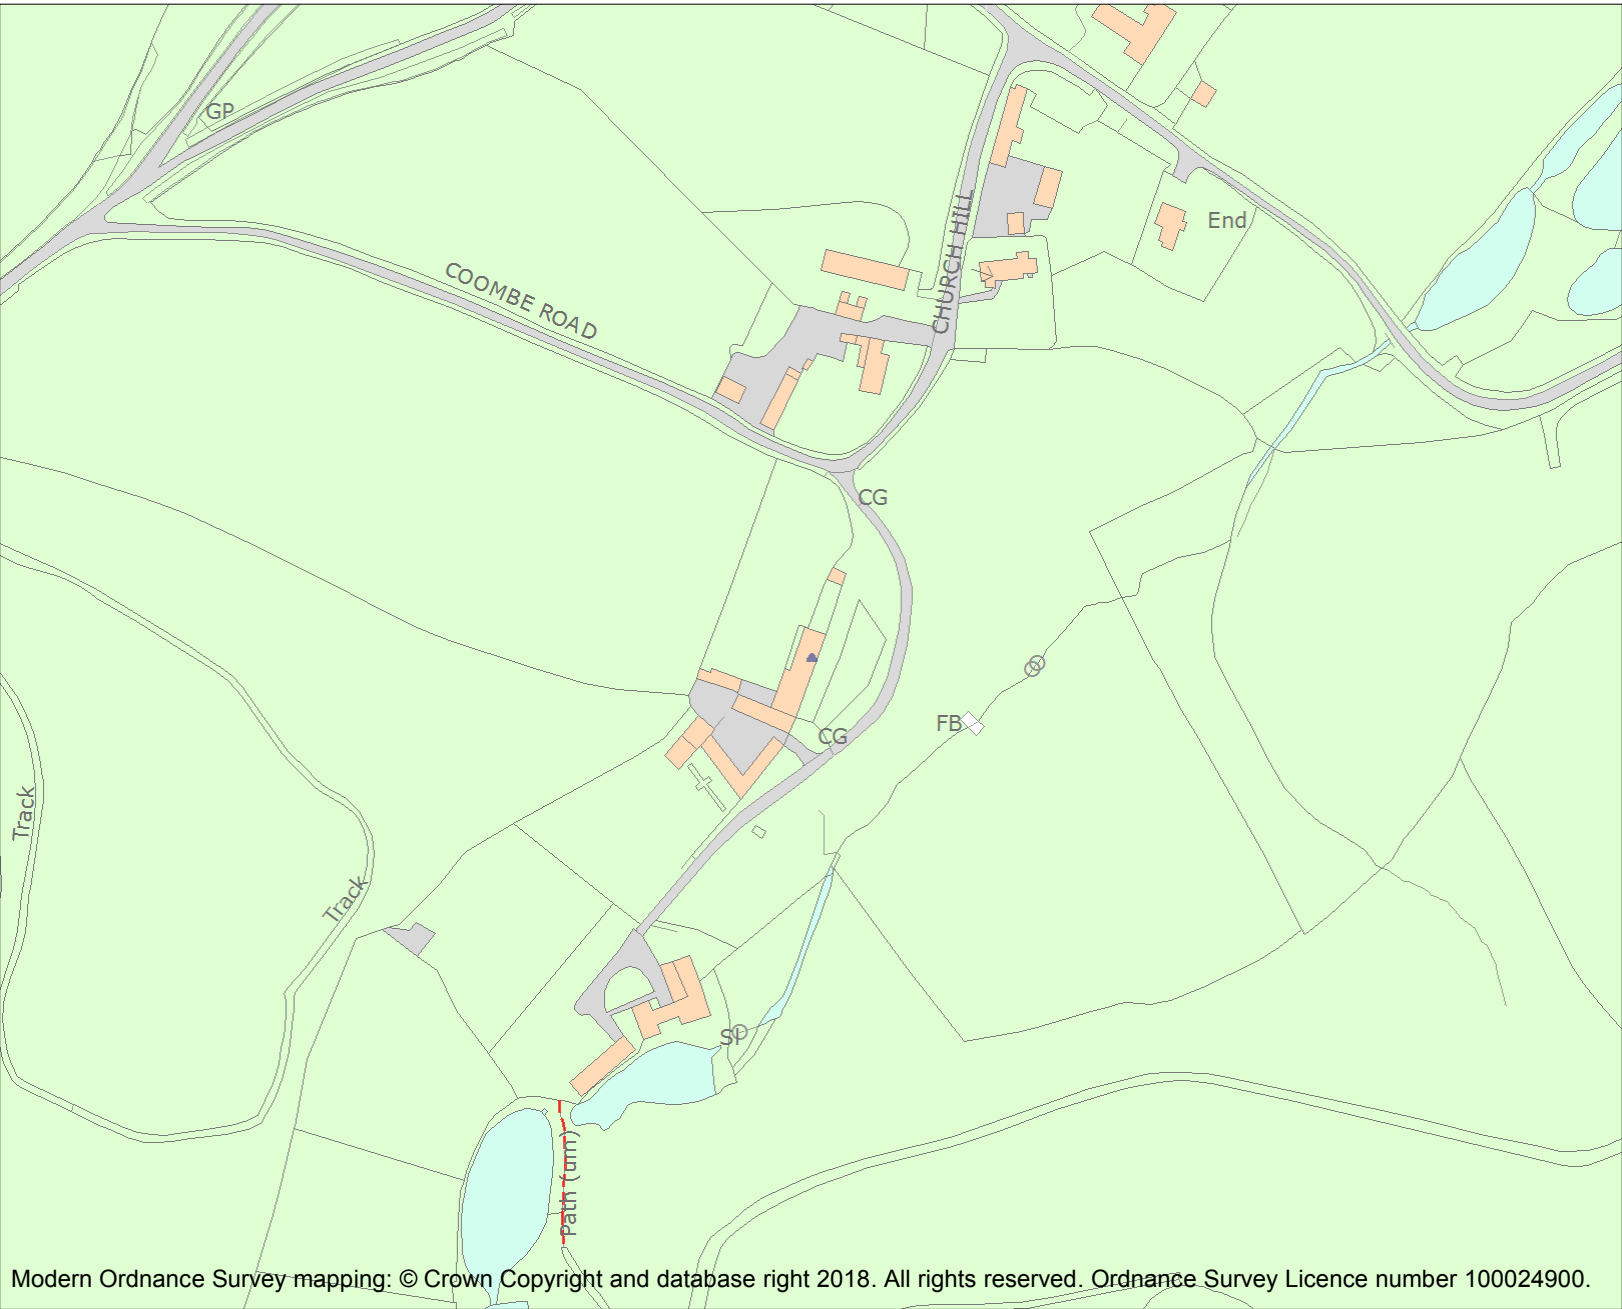 GP
End
CHURCH HILL
COOMBE ROAD
CG
FB
CG
Track
Track
SI
Path (um)
Modern Ordnance Survey mapping: © Crown Copyright and database right 2018. All rights reserved. Ordnance Survey Licence number 100024900.